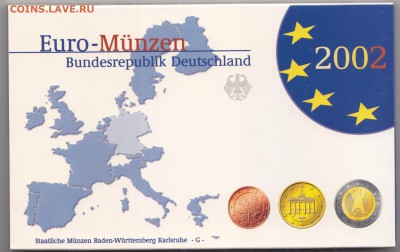 COINS.LAVE.RU
Euro-Münzen
Bundesrepublik Deutschland
2002
Staatliche Münzen Baden-Württemberg Karlsruhe - G -